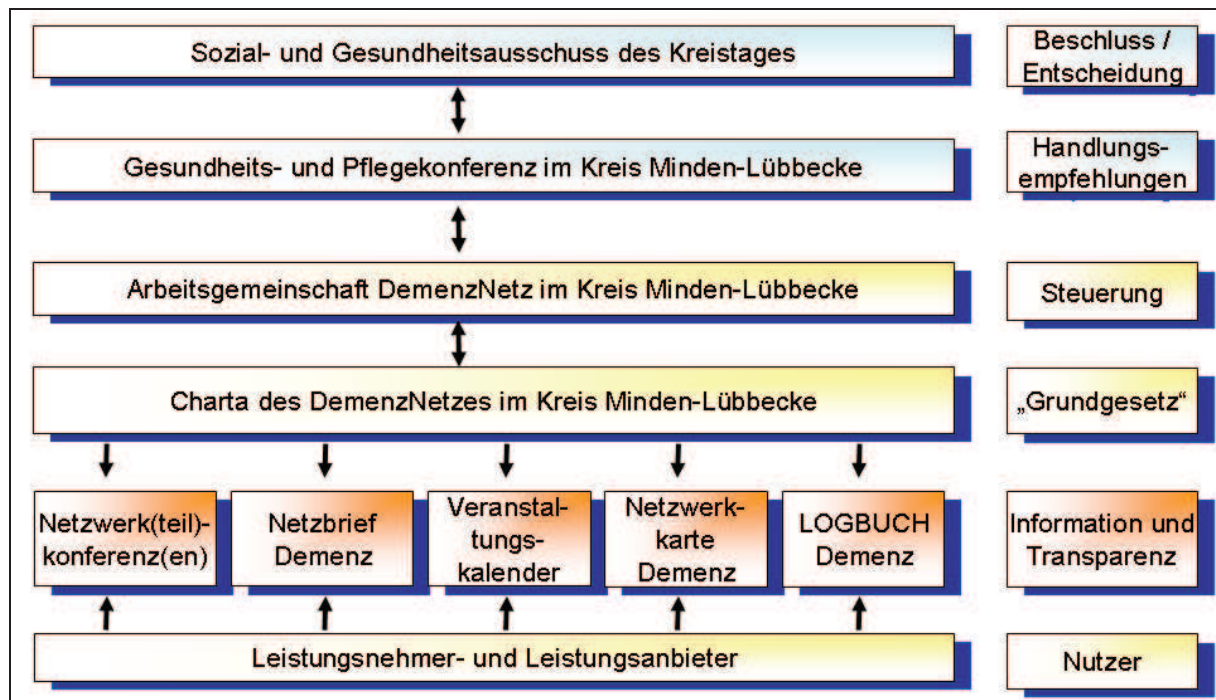 Sozial- und Gesundheitsausschuss des Kreistages
Beschluss /
Entscheidung
Gesundheits- und Pflegekonferenz im Kreis Minden-Lübbecke
Handlungs-
empfehlungen
Arbeitsgemeinschaft DemenzNetz im Kreis Minden-Lübbecke
Steuerung
Charta des DemenzNetzes im Kreis Minden-Lübbecke
„Grundgesetz“
Netzwerk(teil)-
konferenz(en)
Netzbrief
Demenz
Veranstal-
tungs-
kalender
Netzwerk-
karte
Demenz
LOGBUCH
Demenz
Information und
Transparenz
Leistungsnehmer- und Leistungsanbieter
Nutzer